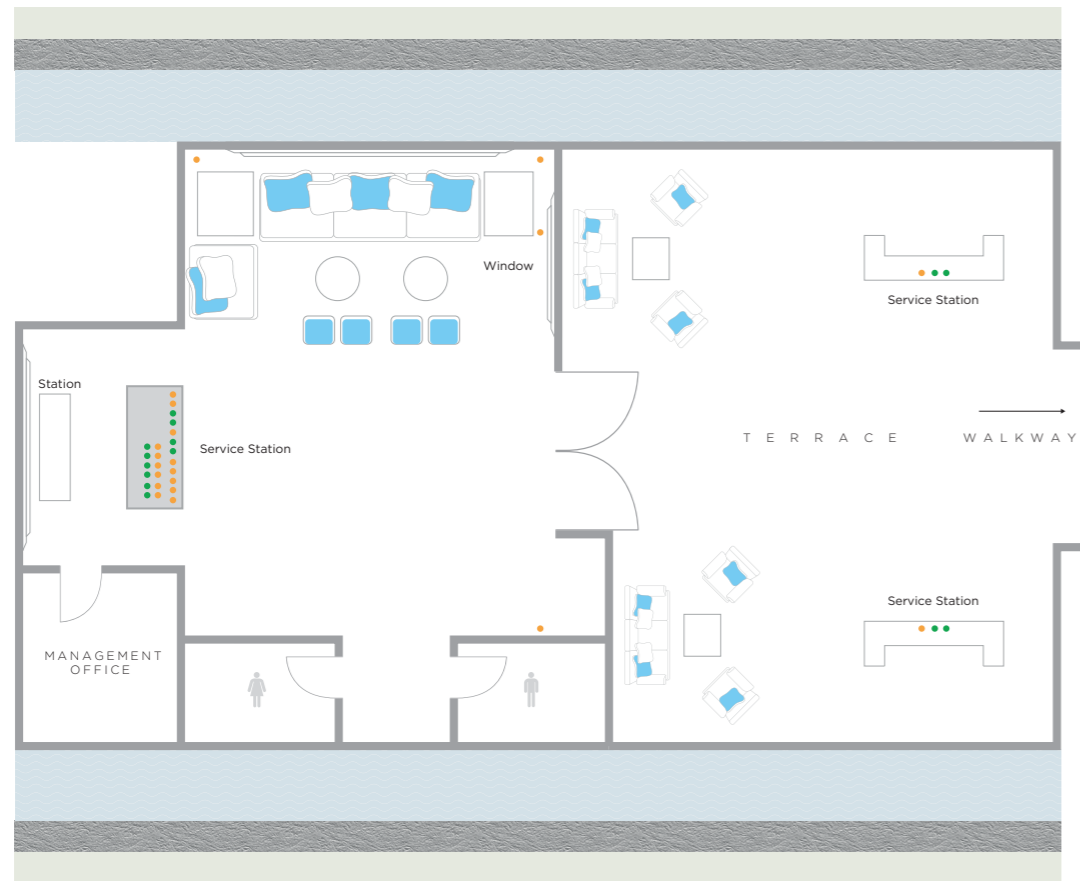 Window
Service Station
Station
Service Station
TERRACE
WALKWAY
Service Station
MANAGEMENT
OFFICE